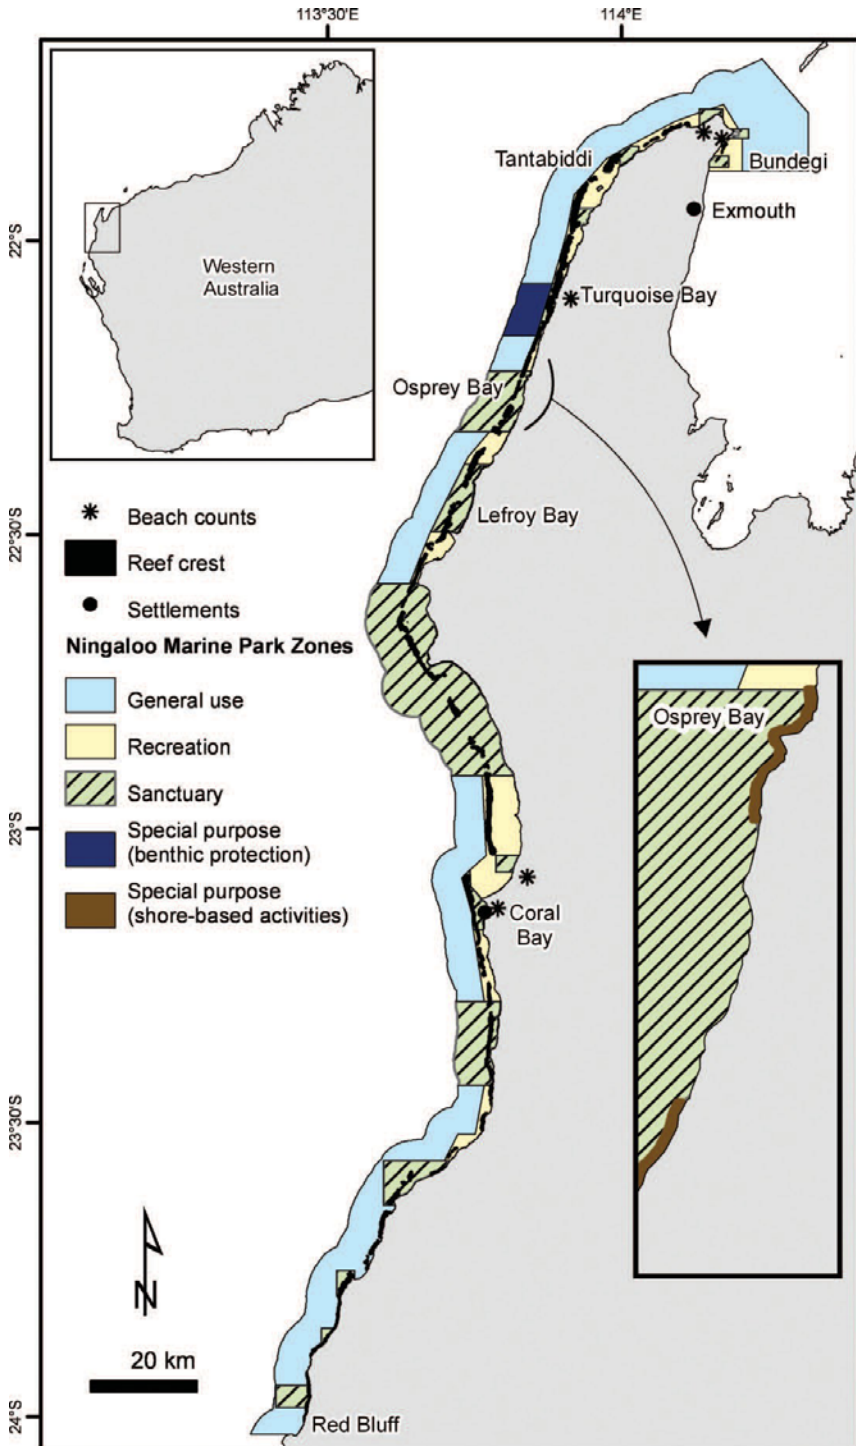 113°30'E
114°E
Tantabiddi
Bundegi
Exmouth
22°S
Western
Australia
Turquoise Bay
Osprey Bay
Lefroy Bay
22°30'S
Beach counts
Reef crest
Settlements
Ningaloo Marine Park Zones
General use
Recreation
Sanctuary
Special purpose
(benthic protection)
Special purpose
(shore-based activities)
Osprey Bay
23°S
Coral
Bay
23°30'S
N
20 km
24°S
Red Bluff